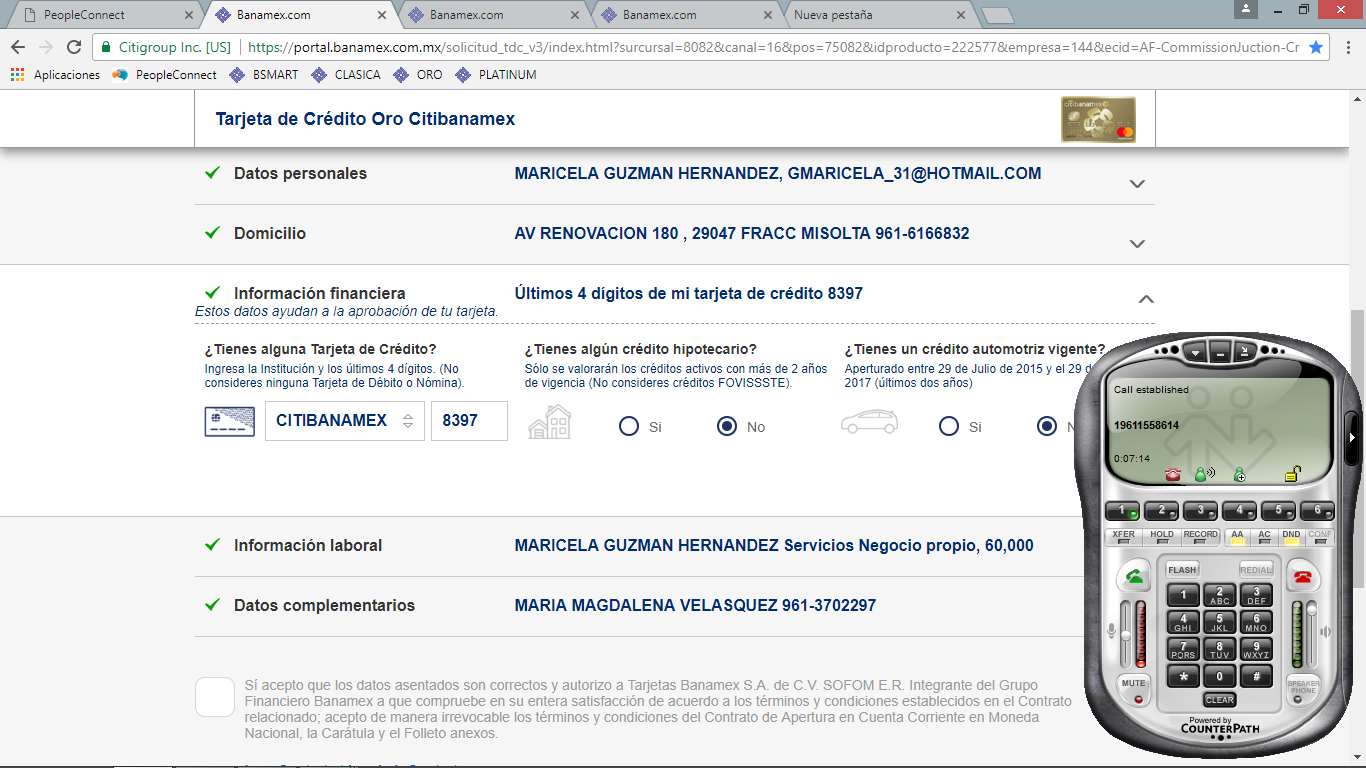 PeopleConnect
Banamex.com
Banamex.com
Banamex.com
Nueva pestaña
Citigroup Inc. [US] https://portal.banamex.com.mx/solicitud_tdc_v3/index.html?surcursal=8082&canal=16&pos=75082&idproducto=222577&empresa=144&ecid=AF-CommissionJuction-Cr
Aplicaciones PeopleConnect BSMART CLASICA ORO PLATINUM
Tarjeta de Crédito Oro Citibanamex
citibanamex
Datos personales MARICELA GUZMAN HERNANDEZ, GMARICELA_31@HOTMAIL.COM
Domicilio AV RENOVACION 180 , 29047 FRACC MISOLTA 961-6166832
Información financiera Últimos 4 dígitos de mi tarjeta de crédito 8397
Estos datos ayudan a la aprobación de tu tarjeta.
¿Tienes alguna Tarjeta de Crédito?
Ingresa la Institución y los últimos 4 dígitos. (No
consideres ninguna Tarjeta de Débito o Nómina).
CITIBANAMEX 8397
¿Tienes algún crédito hipotecario?
Sólo se valorarán los créditos activos con más de 2 años
de vigencia (No consideres créditos FOVISSSTE).
Si No
¿Tienes un crédito automotriz vigente?
Aperturado entre 29 de Julio de 2015 y el 29 d
2017 (últimos dos años)
Si N
Información laboral MARICELA GUZMAN HERNANDEZ Servicios Negocio propio, 60,000
Datos complementarios MARIA MAGDALENA VELASQUEZ 961-3702297
Sí acepto que los datos asentados son correctos y autorizo a Tarjetas Banamex S.A. de C.V. SOFOM E.R. Integrante del Grupo
Financiero Banamex a que compruebe en su entera satisfacción de acuerdo a los términos y condiciones establecidos en el Contrato
relacionado; acepto de manera irrevocable los términos y condiciones del Contrato de Apertura en Cuenta Corriente en Moneda
Nacional, la Carátula y el Folleto anexos.
Call established
19611558614
0:07:14
1 2 3 4 5 6
XFER HOLD RECORD AA AC DND CONF
FLASH REDIAL
1 2 ABC 3 DEF
4 GHI 5 JKL 6 MNO
7 PQRS 8 TUV 9 WXYZ
* 0 #
MUTE CLEAR SPEAKER PHONE
Powered by
COUNTERPATH